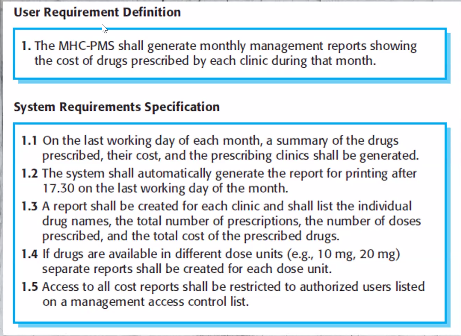 User Requirement Definition
1. The MHC-PMS shall generate monthly management reports showing
the cost of drugs prescribed by each clinic during that month.
System Requirements Specification
1.1 On the last working day of each month, a summary of the drugs
prescribed, their cost, and the prescribing clinics shall be generated.
1.2 The system shall automatically generate the report for printing after
17.30 on the last working day of the month.
1.3 A report shall be created for each clinic and shall list the individual
drug names, the total number of prescriptions, the number of doses
prescribed, and the total cost of the prescribed drugs.
1.4 If drugs are available in different dose units (e.g., 10 mg, 20 mg)
separate reports shall be created for each dose unit.
1.5 Access to all cost reports shall be restricted to authorized users listed
on a management access control list.